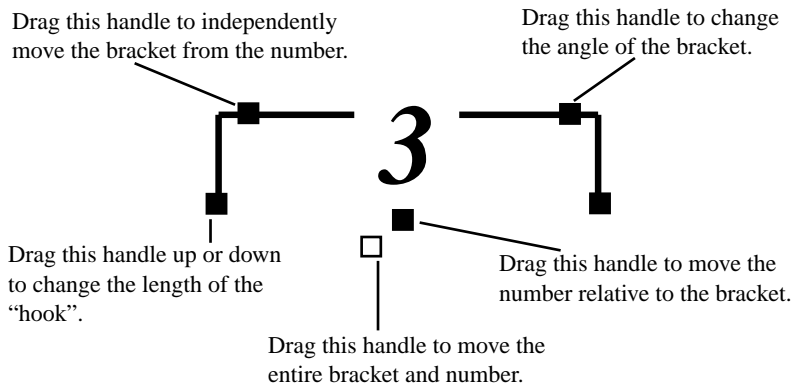 Drag this handle to independently
move the bracket from the number.
Drag this handle to change
the angle of the bracket.
3
Drag this handle up or down
to change the length of the
“hook”.
Drag this handle to move the
number relative to the bracket.
Drag this handle to move the
entire bracket and number.